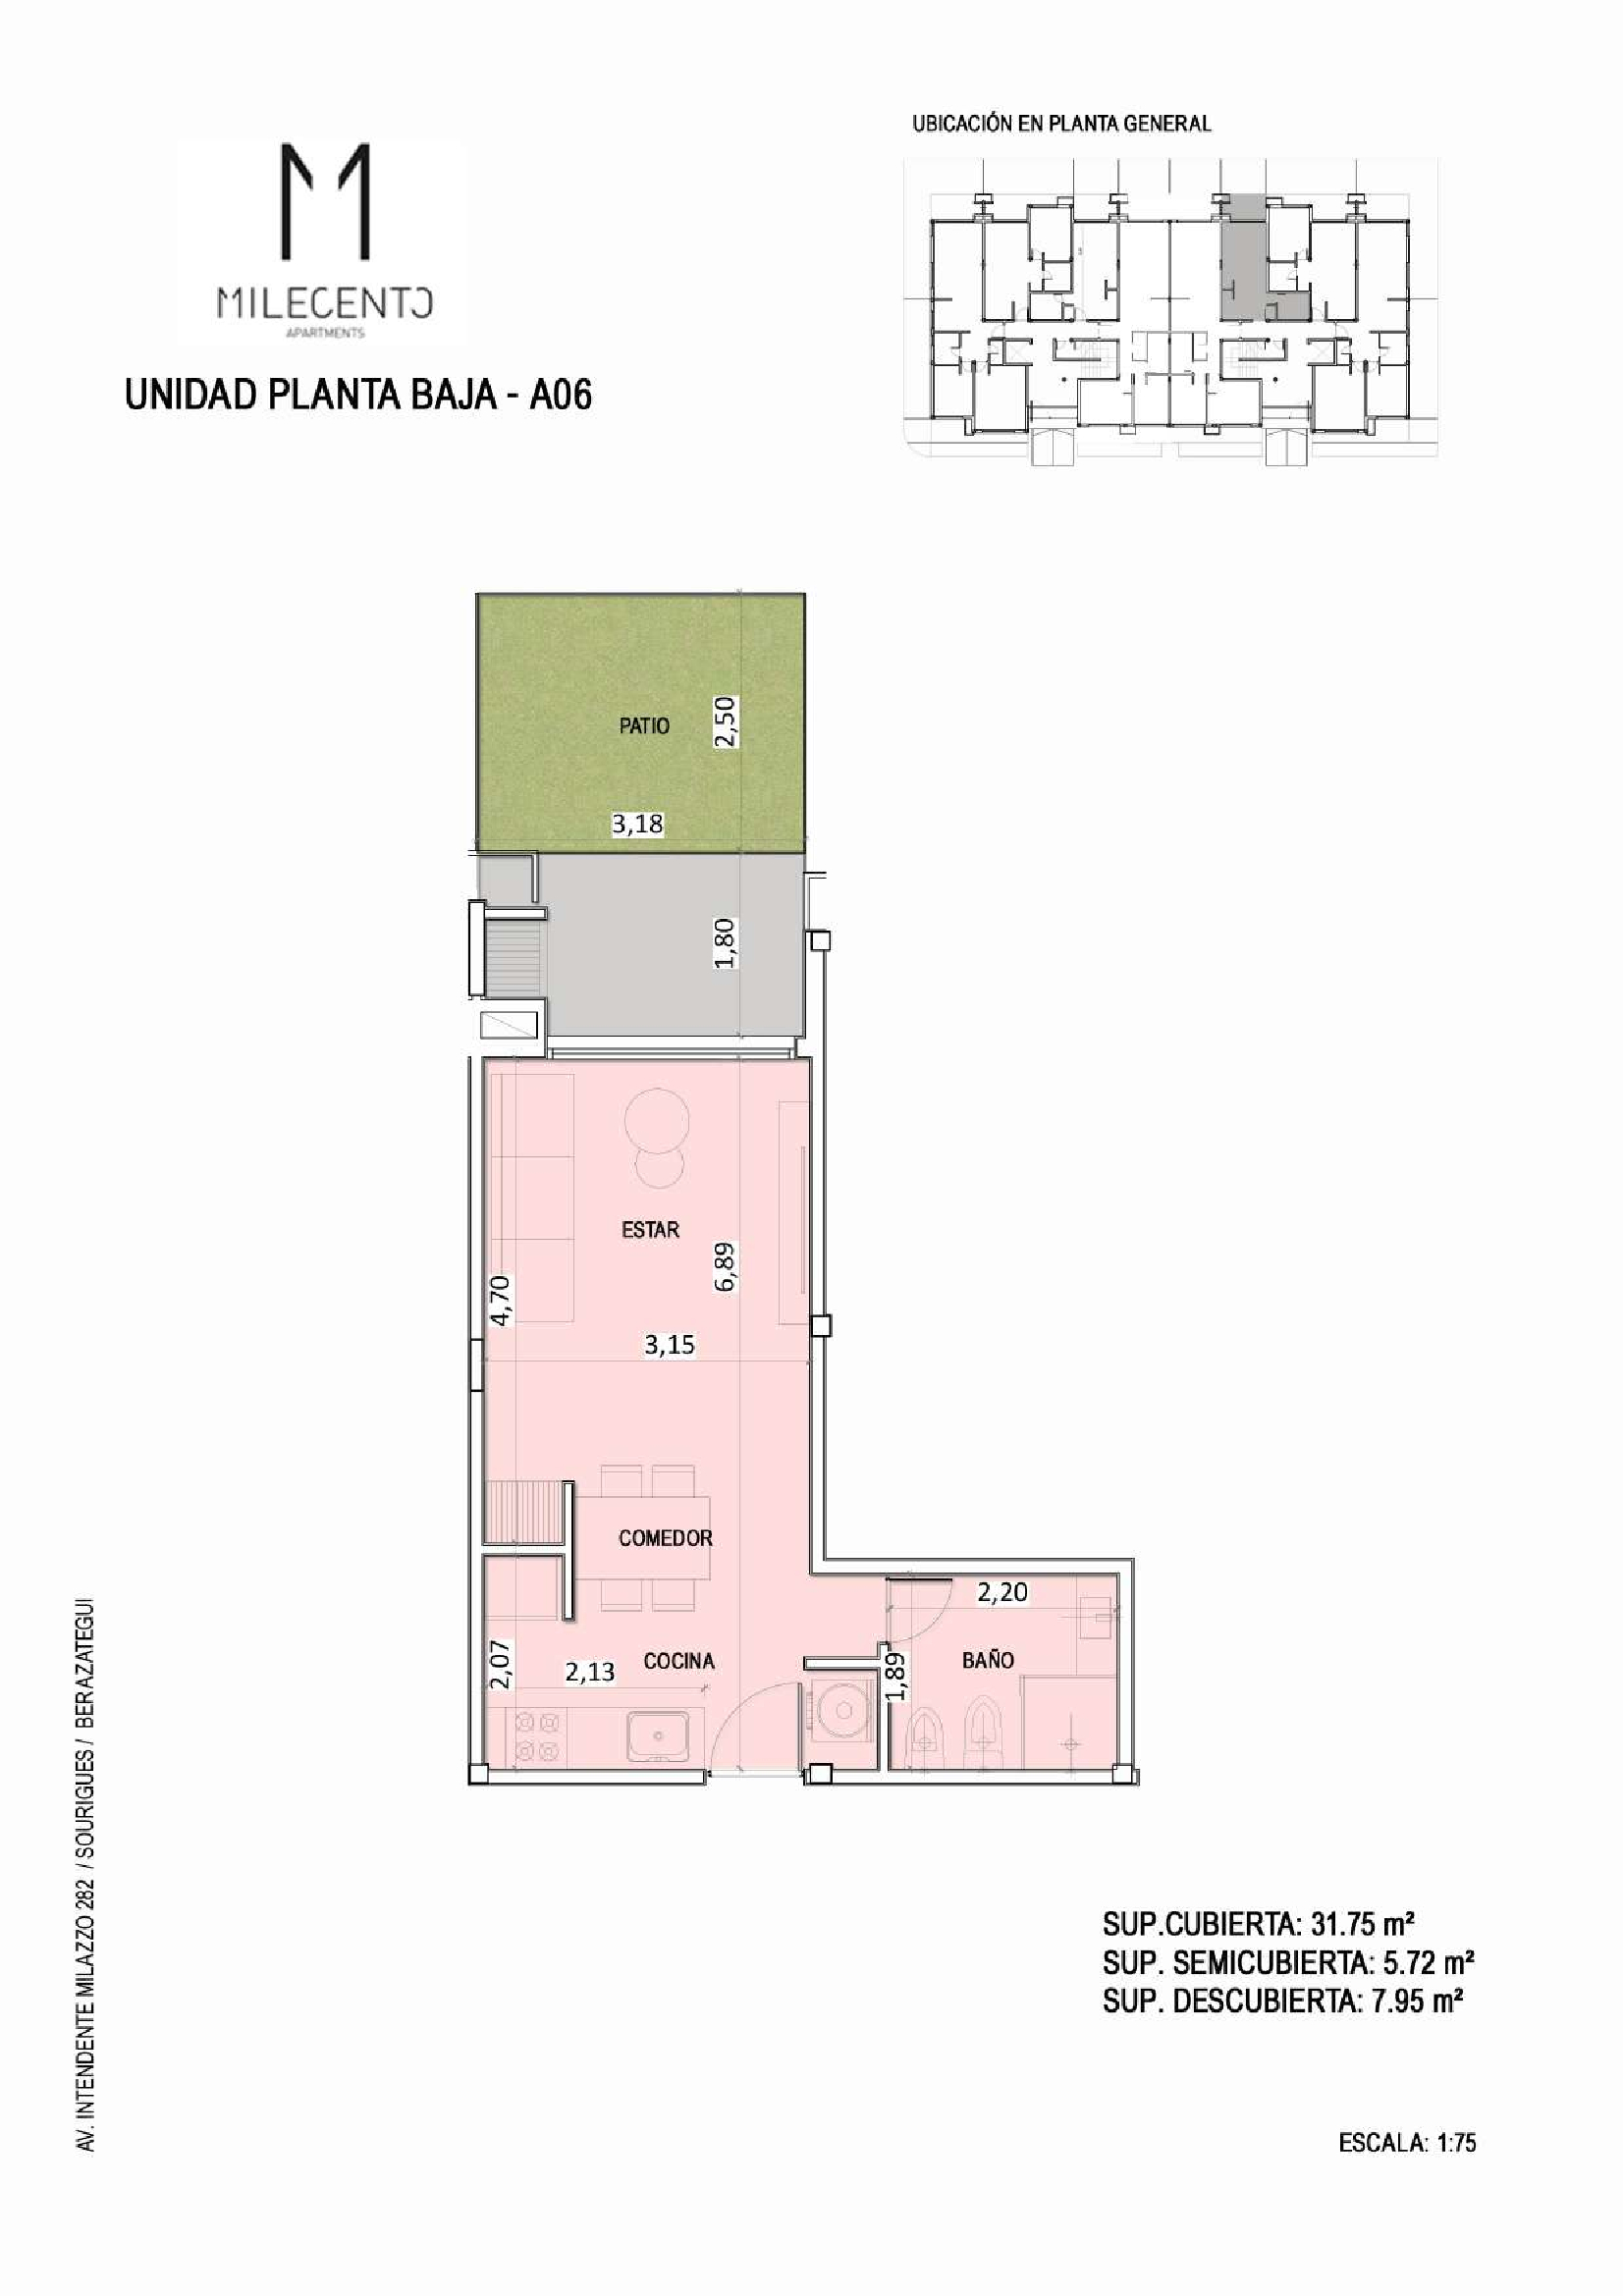 UBICACIÓN EN PLANTA GENERAL
MILECENTO
APARTMENTS
UNIDAD PLANTA BAJA - A06
PATIO
2,50
3,18
1,80
ESTAR
6,89
4,70
3,15
COMEDOR
2,20
COCINA
BAÑO
2,07
2,13
1,89
AV. INTENDENTE MILAZZO 282 / SOURIGUES / BERAZATEGUI
SUP.CUBIERTA: 31.75 m²
SUP. SEMICUBIERTA: 5.72 m²
SUP. DESCUBIERTA: 7.95 m²
ESCALA: 1:75